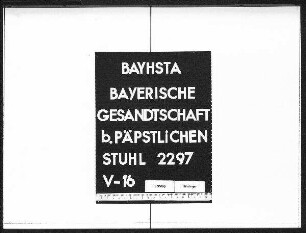 BAYHSTA
BAYERISCHE
GESANDTSCHAFT
b. PÄPSTLICHEN
STUHL 2297
V-16